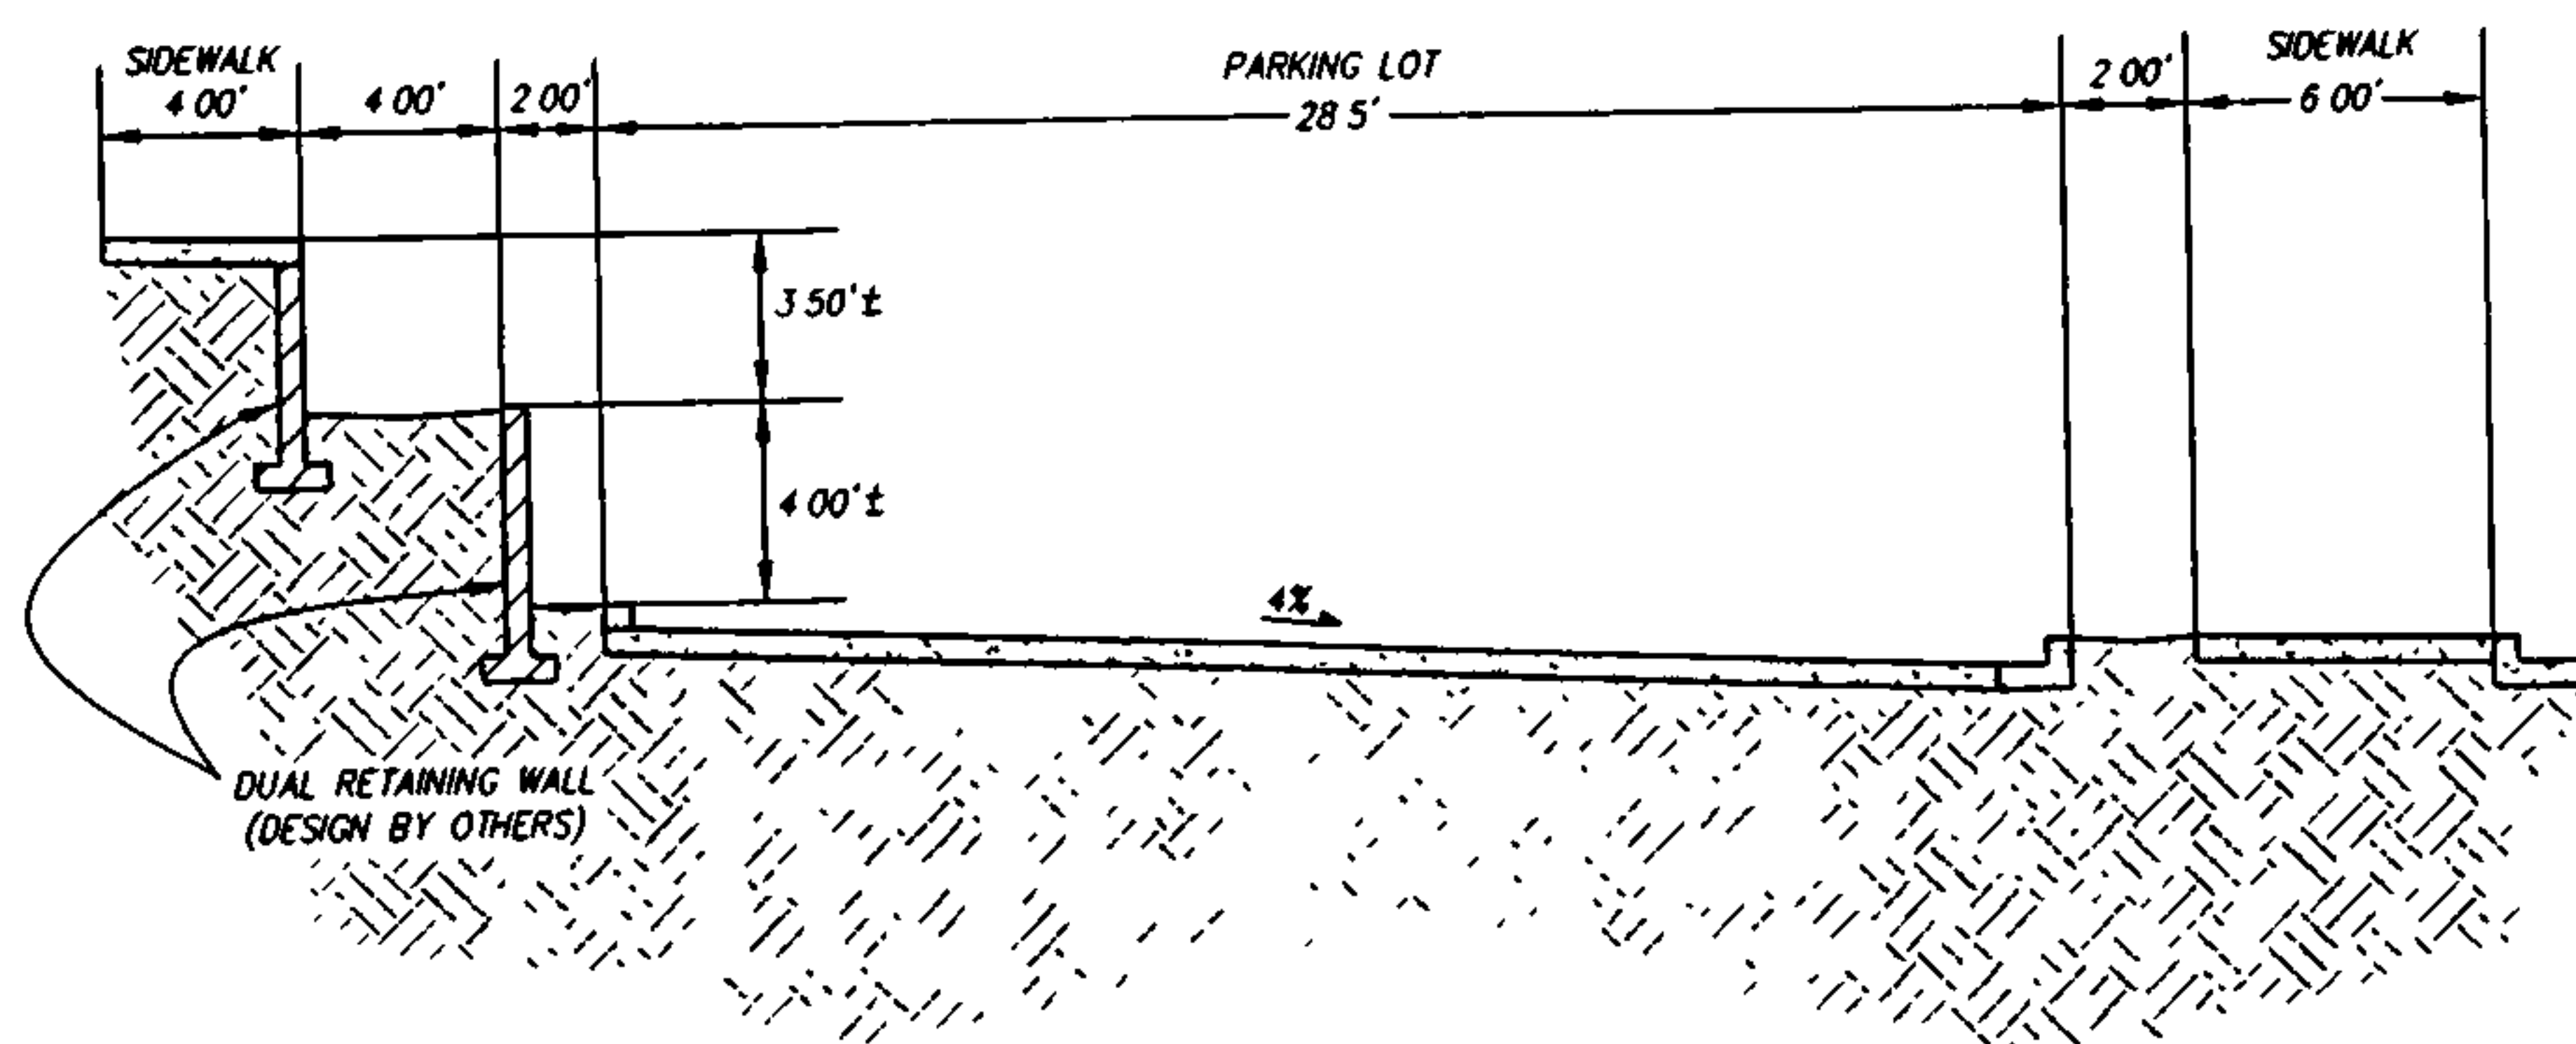 SIDEWALK
4 00'
4 00'
2 00'
PARKING LOT
28 5'
2 00'
SIDEWALK
6 00'
3 50' ±
4 00' ±
4%
DUAL RETAINING WALL
(DESIGN BY OTHERS)